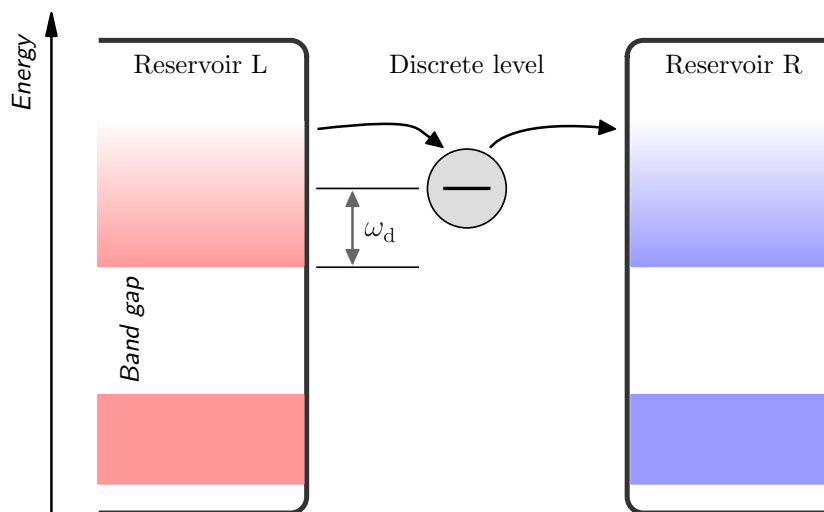 Energy
Reservoir L
Discrete level
Reservoir R
ω_d
Band gap